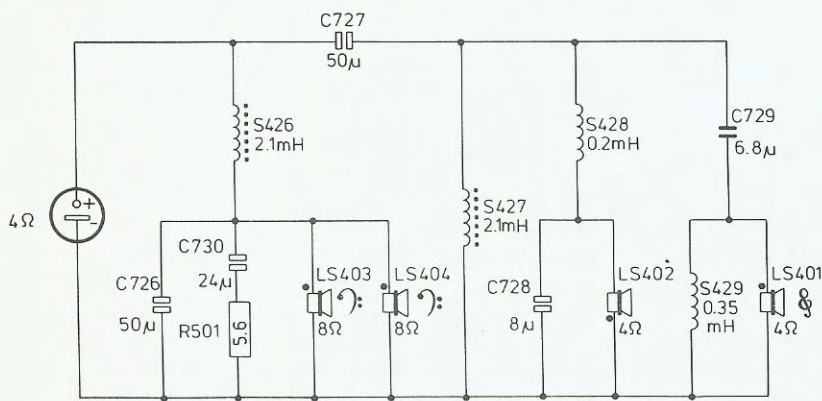 C727
50μ
S426
2.1mH
S428
0.2mH
C729
6.8μ
4Ω
+
-
S427
2.1mH
C730
24μ
C726
50μ
R501
5.6
LS403
8Ω
LS404
8Ω
C728
8μ
LS402
4Ω
S429
0.35
mH
LS401
4Ω